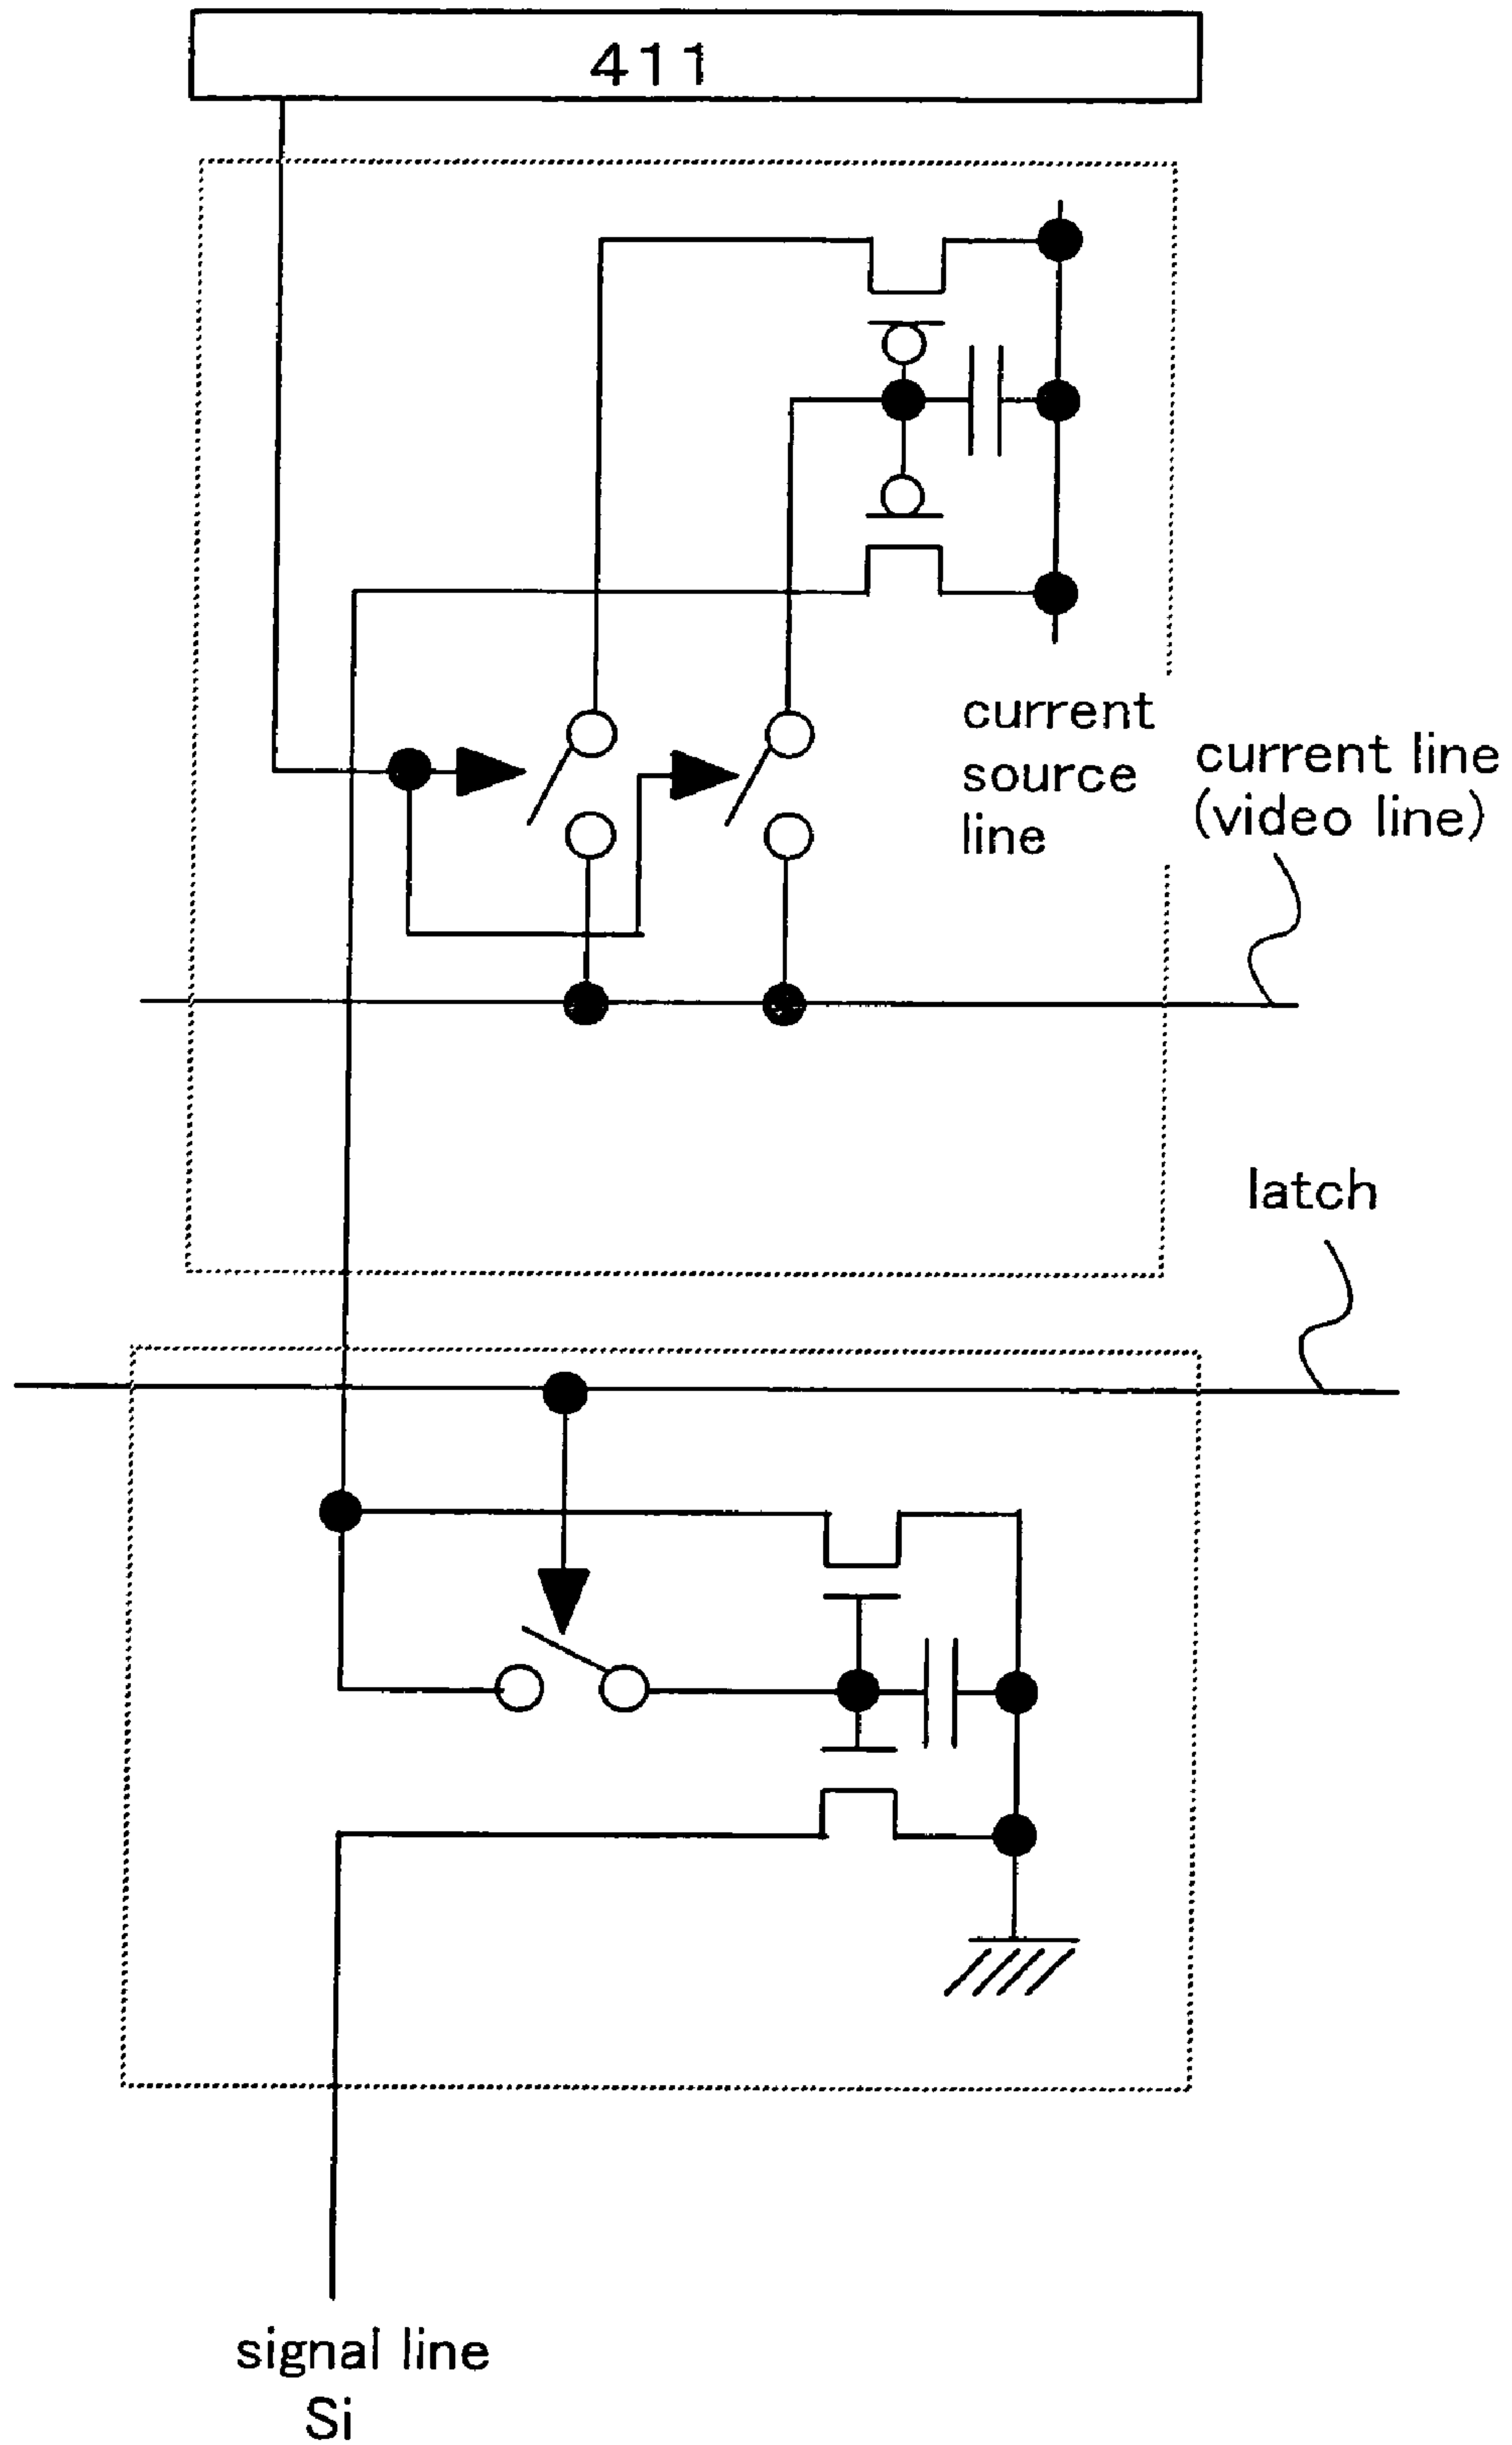 411
current
source
line
current line
(video line)
latch
signal line
Si